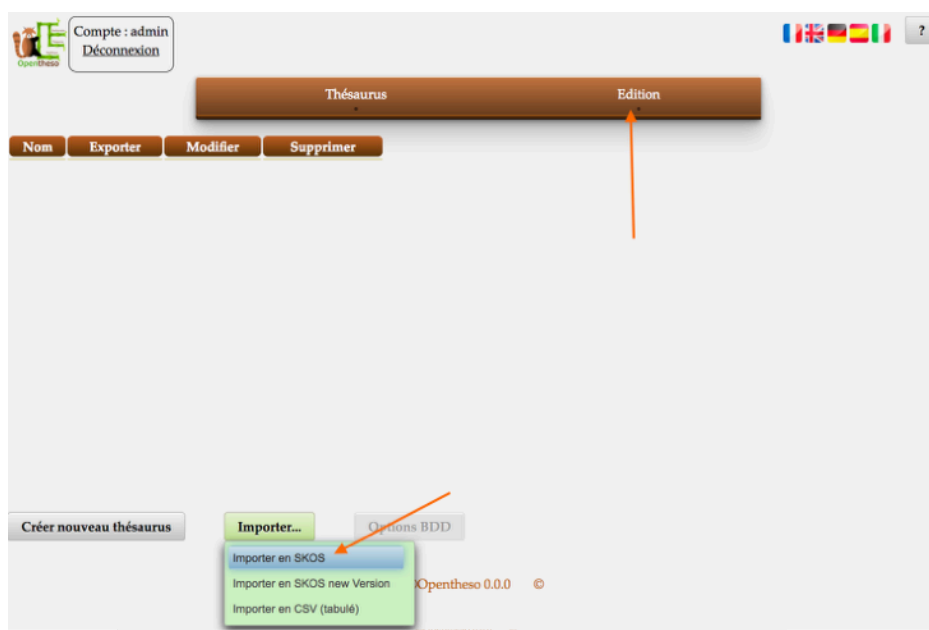 Compte : admin
Déconnexion
Opentheso
?
Thésaurus
Edition
Nom
Exporter
Modifier
Supprimer
Créer nouveau thésaurus
Importer...
Options BDD
Importer en SKOS
Importer en SKOS new Version
Importer en CSV (tabulé)
Opentheso 0.0.0 ©